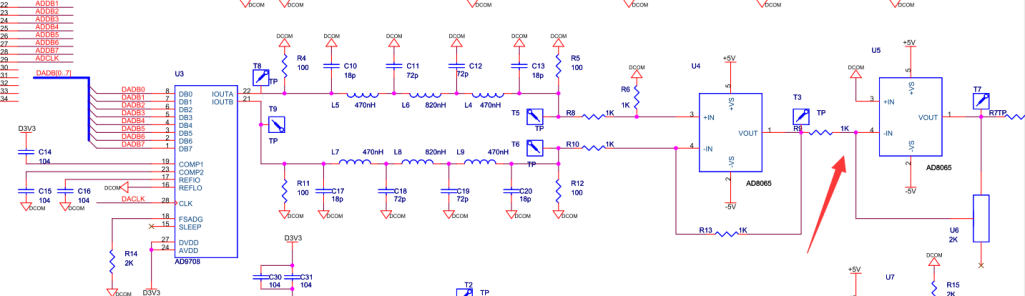 22 ADDB1
23 ADDB2
24 ADDB3
25 ADDB4
26 ADDB5
27 ADDB6
28 ADDB7
29 ADCLK
30
31
32
33
34
DADB[0..7]
DCOM DCOM DCOM DCOM DCOM DCOM
U3
DADB0 8 DB0 IOUTA 22
DADB1 7 DB1 IOUTB 21
DADB2 6 DB2
DADB3 5 DB3
DADB4 4 DB4
DADB5 3 DB5
DADB6 2 DB6
DADB7 1 DB7
19 COMP1
23 COMP2
17 REFIO
16 REFLO
DACLK 28 CLK
18 FSADG
15 SLEEP
27 DVDD
24 AVDD
AD9708
D3V3
C14
104
C15
104
C16
104
DCOM
DCOM
DCOM
R14
2K
DCOM
D3V3
T8
TP
T9
TP
DCOM DCOM DCOM DCOM DCOM DCOM
R4
100
C10
18p
C11
72p
C12
72p
C13
18p
R5
100
L5 470nH
L6 820nH
L4 470nH
L7 470nH
L8 820nH
L9 470nH
R11
100
C17
18p
C18
72p
C19
72p
C20
18p
R12
100
DCOM DCOM DCOM DCOM DCOM DCOM
D3V3
C30
104
C31
104
T2
TP
T5
TP
T6
TP
R8 1K
R10 1K
DCOM
R6
1K
U4
+5V
5
+VS
3 +IN
4 -IN
VOUT 1
-VS
2
-5V
AD8065
R13 1K
T3
TP
R9 1K
DCOM
U5
+5V
5
+VS
3 +IN
4 -IN
VOUT 1
-VS
2
-5V
AD8065
T7
R7TP
U6
2K
U7
+5V
DCOM
R15
2K